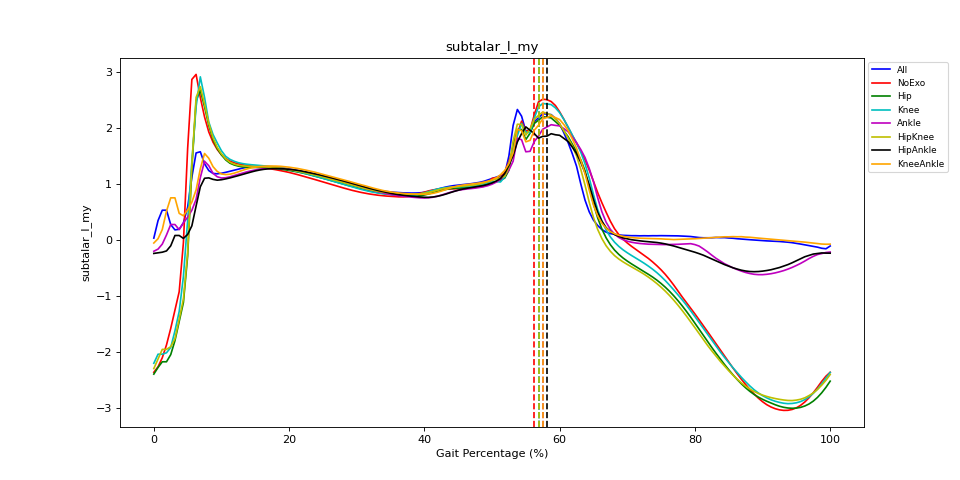 subtalar_l_my
3
2
1
0
−1
−2
−3
subtalar_l_my
0
20
40
60
80
100
Gait Percentage (%)
All
NoExo
Hip
Knee
Ankle
HipKnee
HipAnkle
KneeAnkle